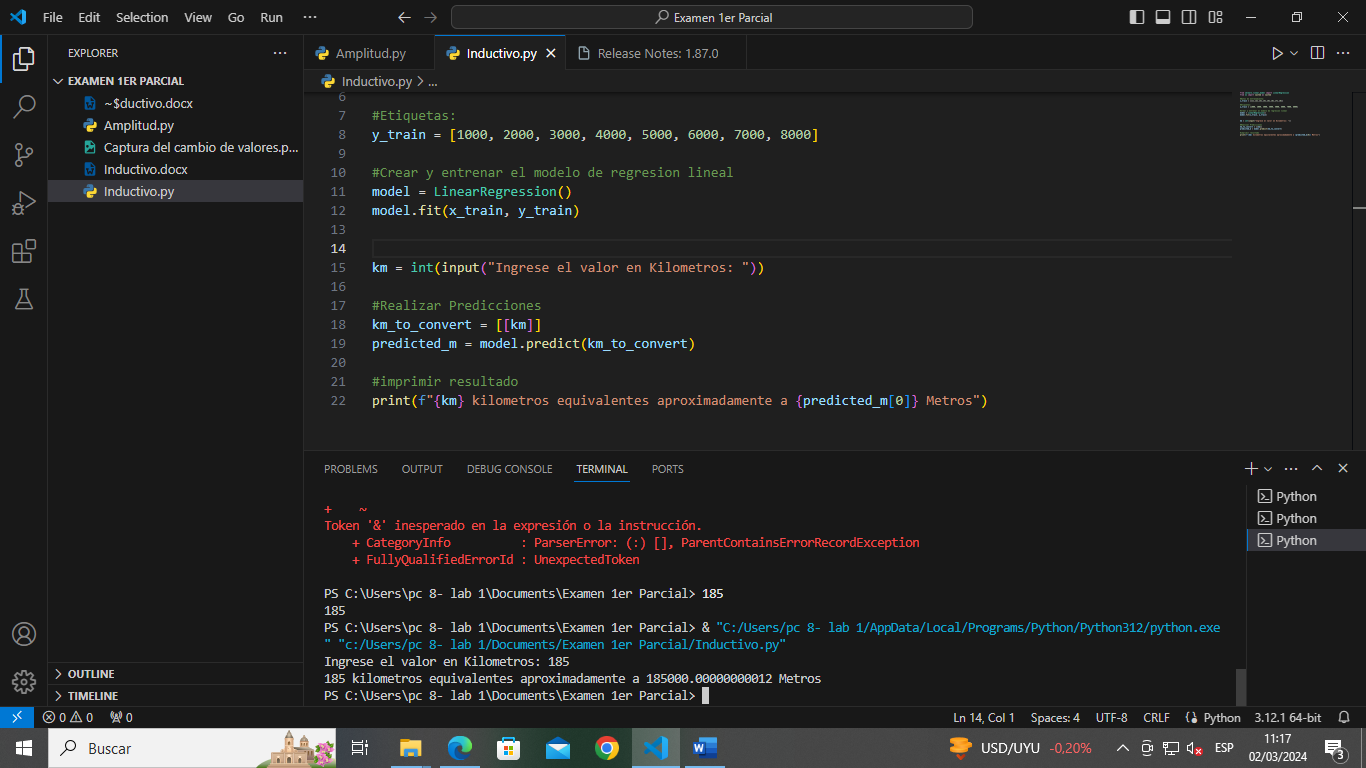 File Edit Selection View Go Run ··· Examen 1er Parcial
EXPLORER ···
EXAMEN 1ER PARCIAL
~$ductivo.docx
Amplitud.py
Captura del cambio de valores.p...
Inductivo.docx
Inductivo.py
OUTLINE
TIMELINE
Amplitud.py Inductivo.py Release Notes: 1.87.0
Inductivo.py > ...
6
7 #Etiquetas:
8 y_train = [1000, 2000, 3000, 4000, 5000, 6000, 7000, 8000]
9
10 #Crear y entrenar el modelo de regresion lineal
11 model = LinearRegression()
12 model.fit(x_train, y_train)
13
14
15 km = int(input("Ingrese el valor en Kilometros: "))
16
17 #Realizar Predicciones
18 km_to_convert = [[km]]
19 predicted_m = model.predict(km_to_convert)
20
21 #imprimir resultado
22 print(f"{km} kilometros equivalentes aproximadamente a {predicted_m[0]} Metros")
PROBLEMS OUTPUT DEBUG CONSOLE TERMINAL PORTS
+ ~
Token '&' inesperado en la expresión o la instrucción.
+ CategoryInfo : ParserError: (:) [], ParentContainsErrorRecordException
+ FullyQualifiedErrorId : UnexpectedToken
PS C:\Users\pc 8- lab 1\Documents\Examen 1er Parcial> 185
185
PS C:\Users\pc 8- lab 1\Documents\Examen 1er Parcial> & "C:/Users/pc 8- lab 1/AppData/Local/Programs/Python/Python312/python.exe
" "c:/Users/pc 8- lab 1/Documents/Examen 1er Parcial/Inductivo.py"
Ingrese el valor en Kilometros: 185
185 kilometros equivalentes aproximadamente a 185000.00000000012 Metros
PS C:\Users\pc 8- lab 1\Documents\Examen 1er Parcial>
Python
Python
Python
0 0 0 Ln 14, Col 1 Spaces: 4 UTF-8 CRLF Python 3.12.1 64-bit
Buscar USD/UYU -0,20% ESP 11:17
02/03/2024 3